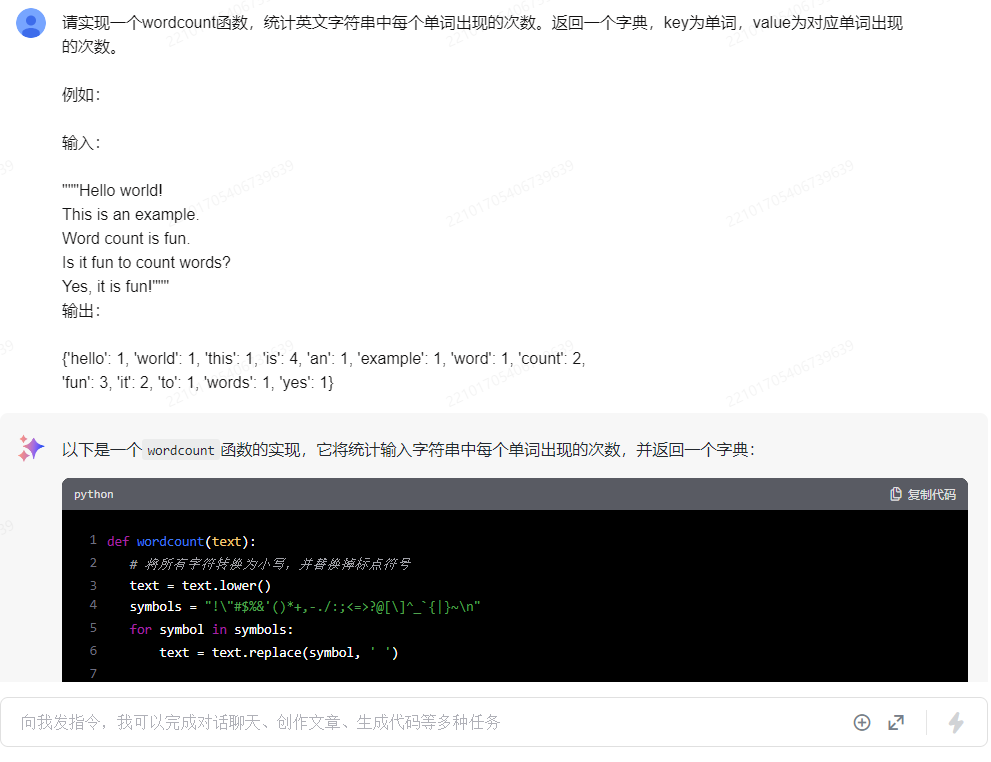 请实现一个wordcount函数，统计英文字符串中每个单词出现的次数。返回一个字典，key为单词，value为对应单词出现
的次数。
例如：
输入：
"""Hello world!
This is an example.
Word count is fun.
Is it fun to count words?
Yes, it is fun!"""
输出：
{'hello': 1, 'world': 1, 'this': 1, 'is': 4, 'an': 1, 'example': 1, 'word': 1, 'count': 2,
'fun': 3, 'it': 2, 'to': 1, 'words': 1, 'yes': 1}
以下是一个 wordcount 函数的实现，它将统计输入字符串中每个单词出现的次数，并返回一个字典：
python 复制代码
1 def wordcount(text):
2 # 将所有字符转换为小写，并替换掉标点符号
3 text = text.lower()
4 symbols = "!\"#$%&'()*+,-./:;<=>?@[\]^_`{|}~\n"
5 for symbol in symbols:
6 text = text.replace(symbol, ' ')
7
向我发指令，我可以完成对话聊天、创作文章、生成代码等多种任务
22101705406739639
22101705406739639
22101705406739639
22101705406739639
22101705406739639
22101705406739639